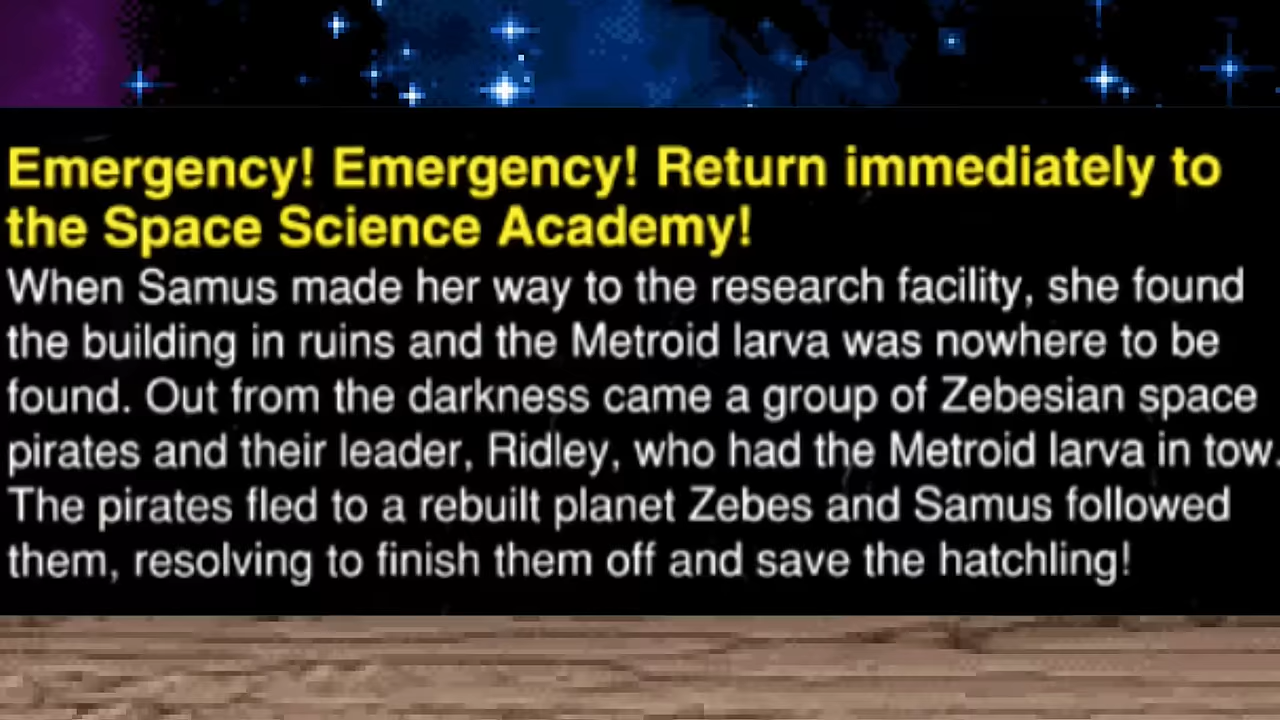 Emergency! Emergency! Return immediately to
the Space Science Academy!
When Samus made her way to the research facility, she found
the building in ruins and the Metroid larva was nowhere to be
found. Out from the darkness came a group of Zebesian space
pirates and their leader, Ridley, who had the Metroid larva in tow.
The pirates fled to a rebuilt planet Zebes and Samus followed
them, resolving to finish them off and save the hatchling!